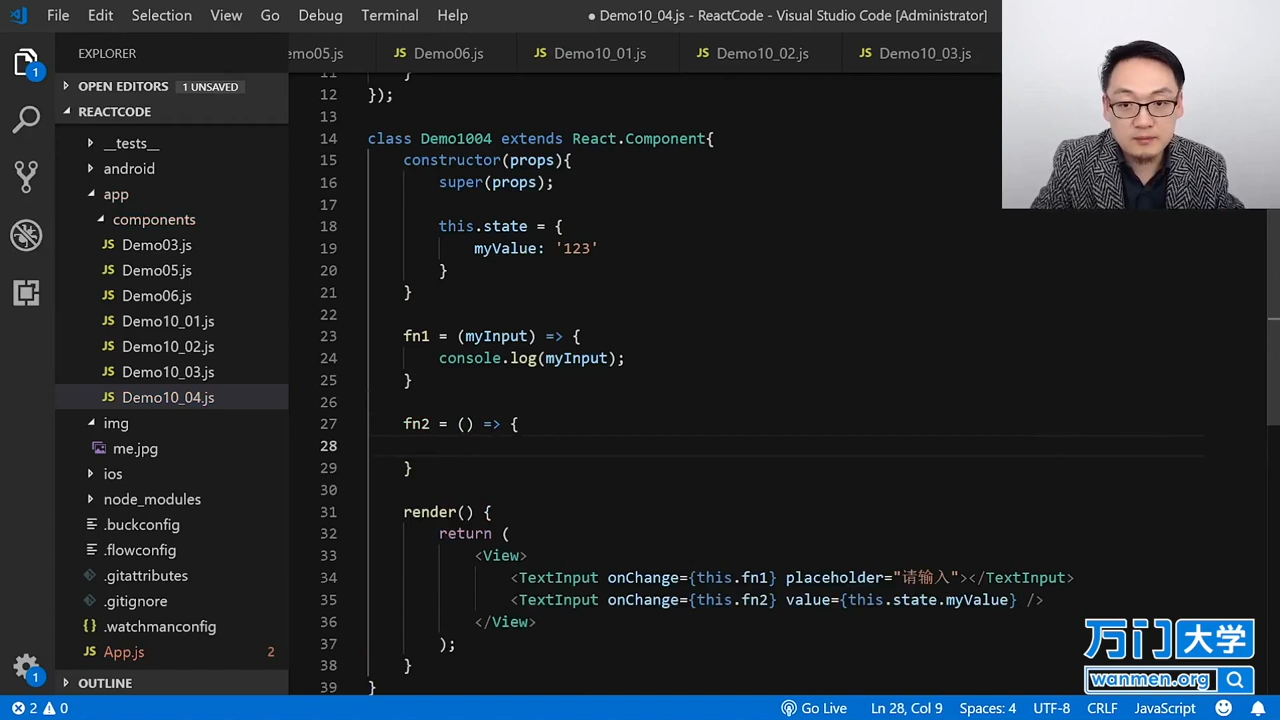 File Edit Selection View Go Debug Terminal Help
● Demo10_04.js - ReactCode - Visual Studio Code [Administrator]
EXPLORER
OPEN EDITORS 1 UNSAVED
REACTCODE
__tests__
android
app
components
JS Demo03.js
JS Demo05.js
JS Demo06.js
JS Demo10_01.js
JS Demo10_02.js
JS Demo10_03.js
JS Demo10_04.js
img
me.jpg
ios
node_modules
.buckconfig
.flowconfig
.gitattributes
.gitignore
{} .watchmanconfig
JS App.js 2
OUTLINE
1
1
emo05.js JS Demo06.js JS Demo10_01.js JS Demo10_02.js JS Demo10_03.js
11 }
12 });
13
14 class Demo1004 extends React.Component{
15 constructor(props){
16 super(props);
17
18 this.state = {
19 myValue: '123'
20 }
21 }
22
23 fn1 = (myInput) => {
24 console.log(myInput);
25 }
26
27 fn2 = () => {
28
29 }
30
31 render() {
32 return (
33 <View>
34 <TextInput onChange={this.fn1} placeholder="请输入"></TextInput>
35 <TextInput onChange={this.fn2} value={this.state.myValue} />
36 </View>
37 );
38 }
39 }
万门大学
wanmen.org
2 0 Go Live Ln 28, Col 9 Spaces: 4 UTF-8 CRLF JavaScript